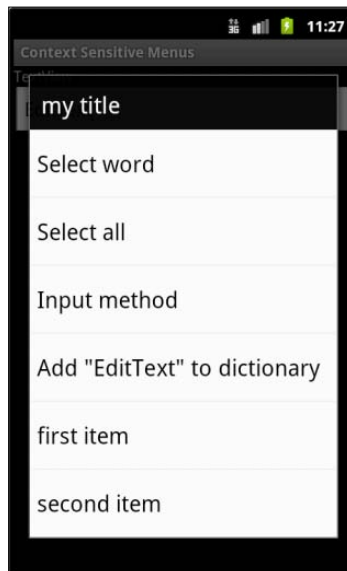 3G 11:27
Context Sensitive Menus
my title
Select word
Select all
Input method
Add "EditText" to dictionary
first item
second item